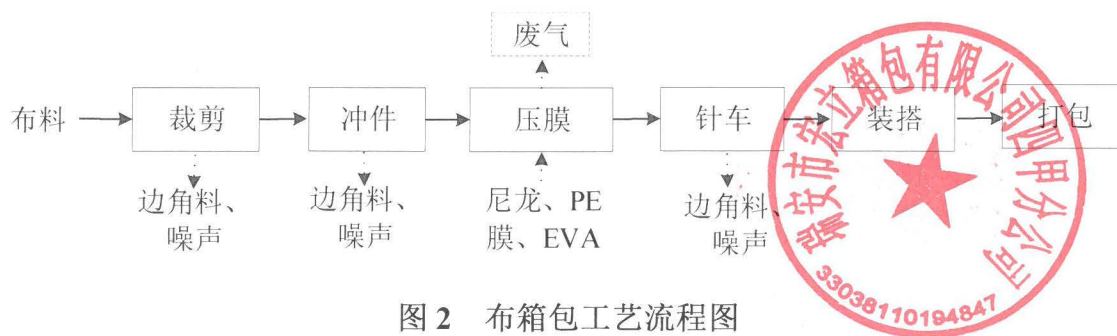 废气
布料
裁剪
冲件
压膜
针车
装搭
打包
边角料、
噪声
边角料、
噪声
尼龙、PE
膜、EVA
边角料、
噪声
瑞安市宏立箱包有限公司四甲分公司
33038110194847
图 2 布箱包工艺流程图